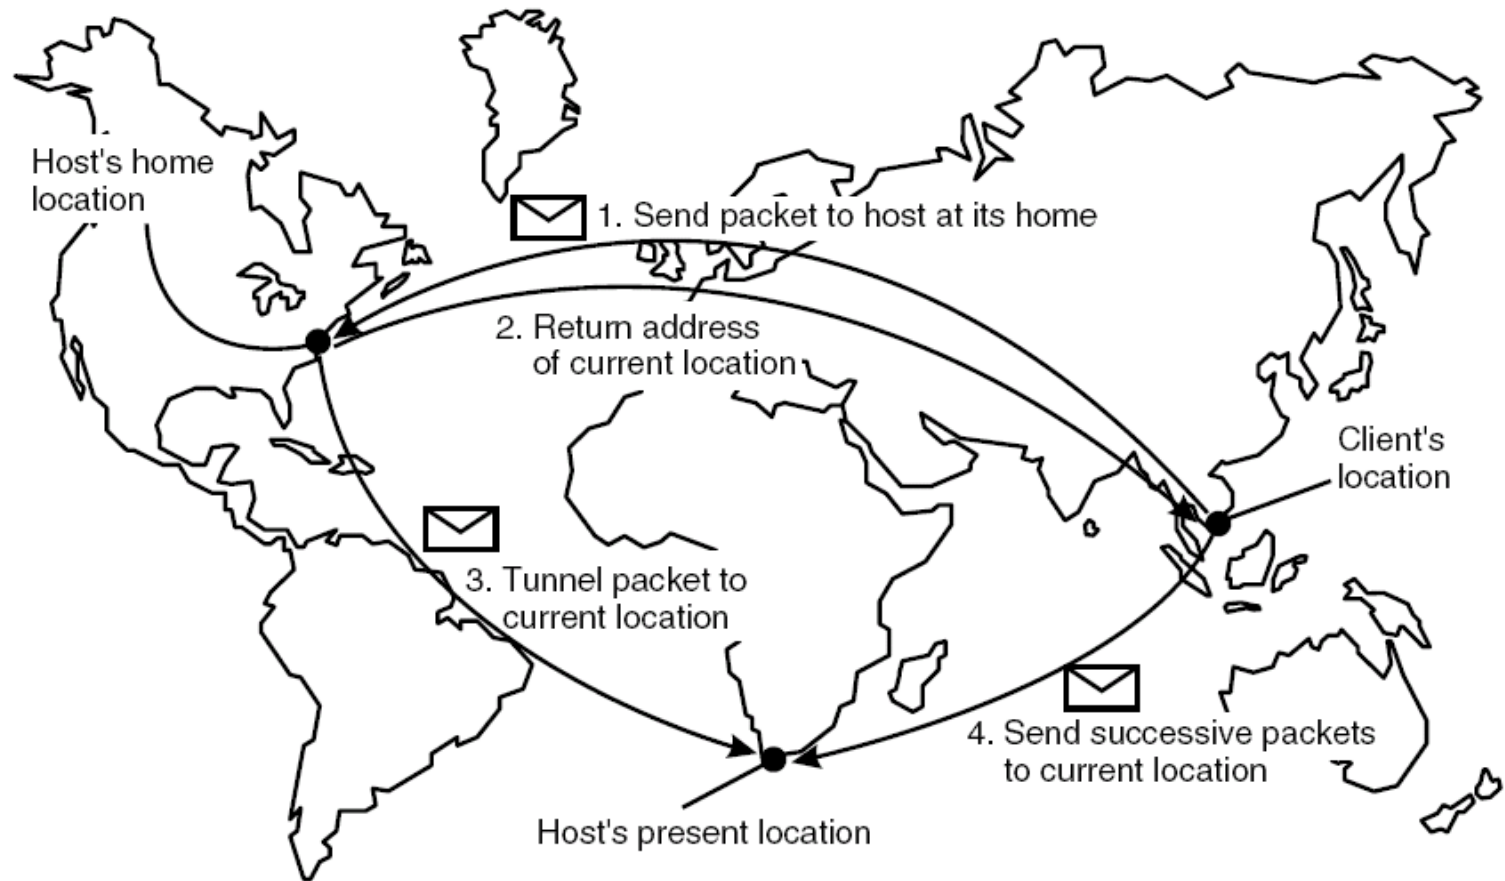 Host's home
location
1. Send packet to host at its home
2. Return address
of current location
Client's
location
3. Tunnel packet to
current location
4. Send successive packets
to current location
Host's present location